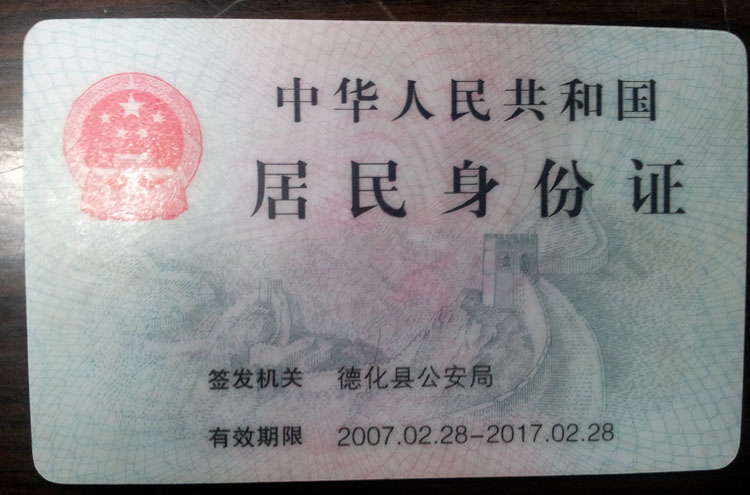 中华人民共和国
居民身份证
签发机关 德化县公安局
有效期限 2007.02.28-2017.02.28